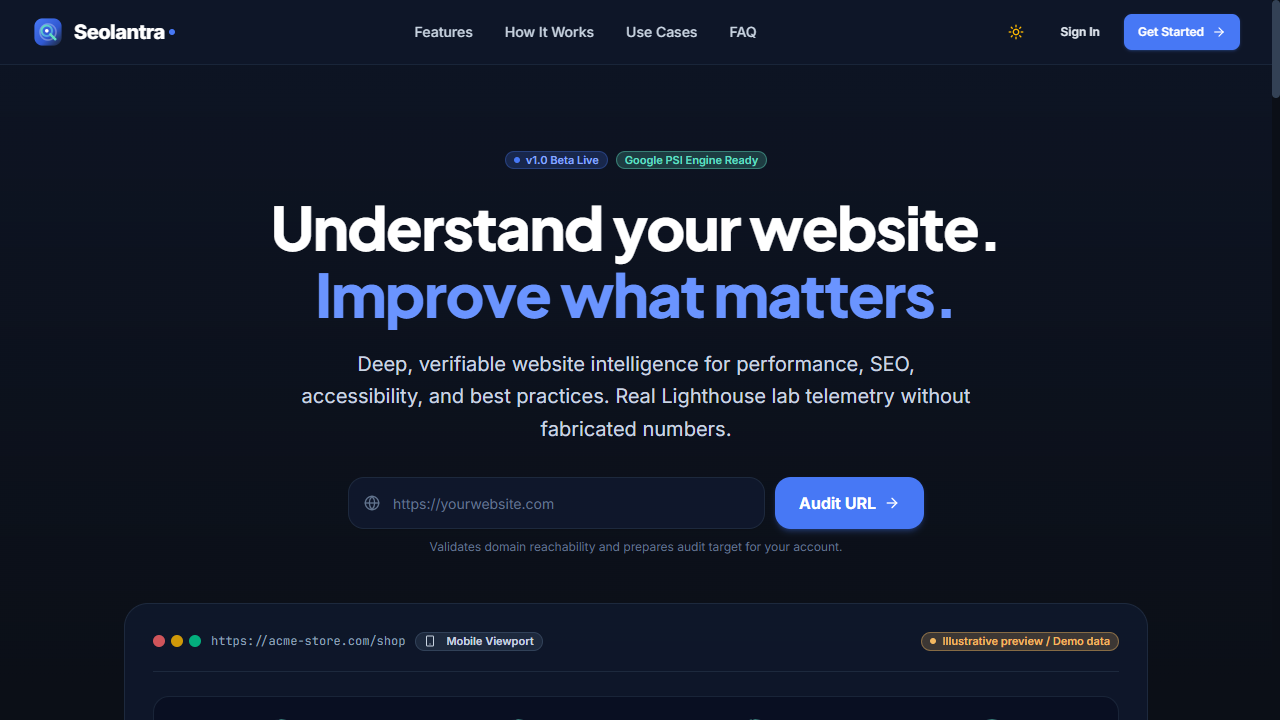 Seolantra
Features
How It Works
Use Cases
FAQ
Sign In
Get Started
v1.0 Beta Live
Google PSI Engine Ready
Understand your website.
Improve what matters.
Deep, verifiable website intelligence for performance, SEO,
accessibility, and best practices. Real Lighthouse lab telemetry without
fabricated numbers.
https://yourwebsite.com
Audit URL
Validates domain reachability and prepares audit target for your account.
https://acme-store.com/shop
Mobile Viewport
Illustrative preview / Demo data